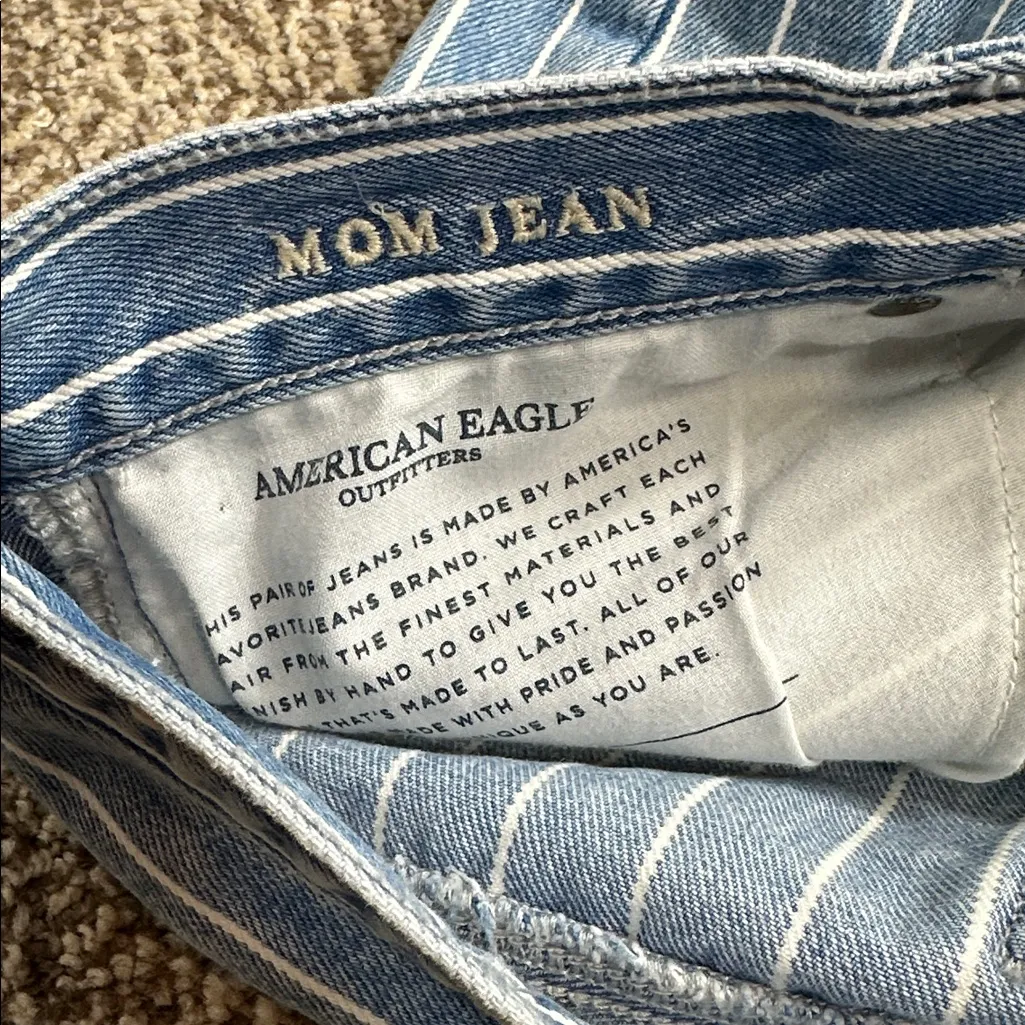 MOM JEAN
AMERICAN EAGLE
OUTFITTERS
HIS PAIR OF JEANS IS MADE BY AMERICA'S
AVORITE JEANS BRAND. WE CRAFT EACH
AIR FROM THE FINEST MATERIALS AND
NISH BY HAND TO GIVE YOU THE BEST
THAT'S MADE TO LAST. ALL OF OUR
ADE WITH PRIDE AND PASSION
NIQUE AS YOU ARE.